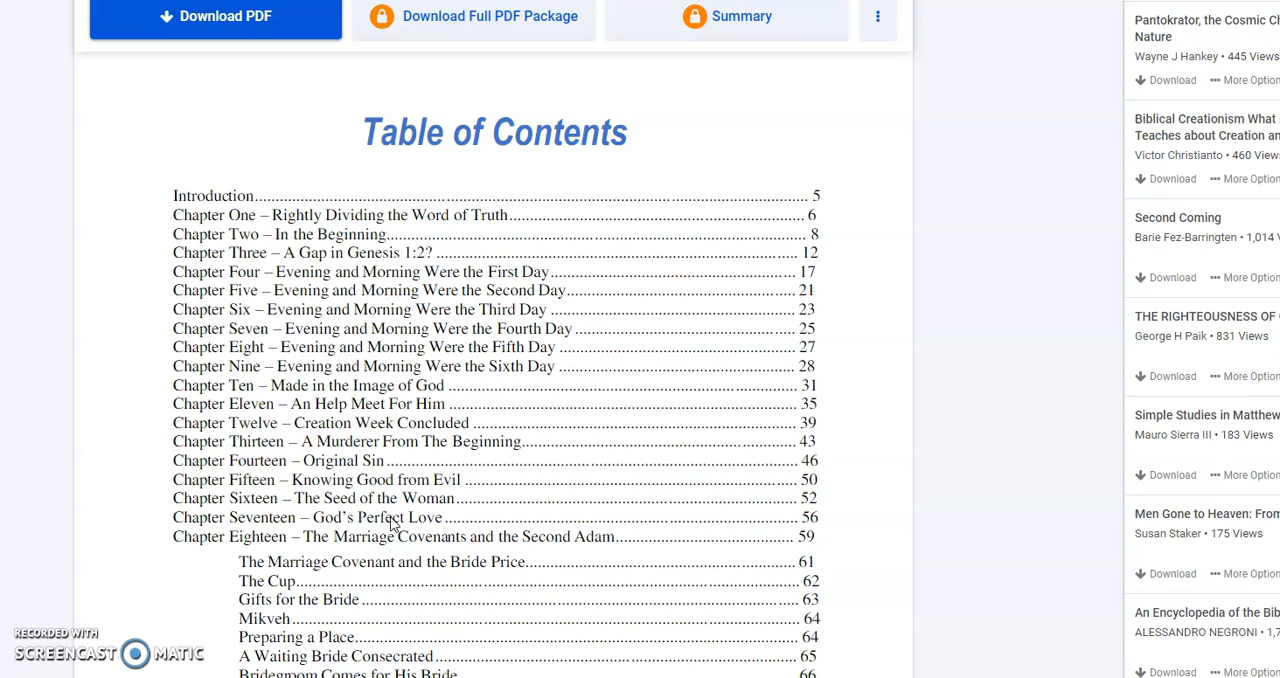 Download PDF
Download Full PDF Package
Summary
Table of Contents
Introduction.......... 5
Chapter One – Rightly Dividing the Word of Truth.......... 6
Chapter Two – In the Beginning.......... 8
Chapter Three – A Gap in Genesis 1:2? .......... 12
Chapter Four – Evening and Morning Were the First Day.......... 17
Chapter Five – Evening and Morning Were the Second Day.......... 21
Chapter Six – Evening and Morning Were the Third Day .......... 23
Chapter Seven – Evening and Morning Were the Fourth Day .......... 25
Chapter Eight – Evening and Morning Were the Fifth Day .......... 27
Chapter Nine – Evening and Morning Were the Sixth Day .......... 28
Chapter Ten – Made in the Image of God .......... 31
Chapter Eleven – An Help Meet For Him .......... 35
Chapter Twelve – Creation Week Concluded .......... 39
Chapter Thirteen – A Murderer From The Beginning.......... 43
Chapter Fourteen – Original Sin .......... 46
Chapter Fifteen – Knowing Good from Evil .......... 50
Chapter Sixteen – The Seed of the Woman.......... 52
Chapter Seventeen – God's Perfect Love .......... 56
Chapter Eighteen – The Marriage Covenants and the Second Adam.......... 59
The Marriage Covenant and the Bride Price.......... 61
The Cup.......... 62
Gifts for the Bride .......... 63
Mikveh.......... 64
Preparing a Place.......... 64
A Waiting Bride Consecrated.......... 65
Bridegroom Comes for His Bride.......... 66
Pantokrator, the Cosmic
Nature
Wayne J Hankey • 445 Views
Download ••• More Option
Biblical Creationism What
Teaches about Creation
Victor Christianto • 460 Views
Download ••• More Option
Second Coming
Barie Fez-Barrington • 1,014
Download ••• More Option
THE RIGHTEOUSNESS OF
George H Paik • 831 Views
Download ••• More Option
Simple Studies in Matthew
Mauro Sierra III • 183 Views
Download ••• More Option
Men Gone to Heaven: From
Susan Staker • 175 Views
Download ••• More Option
An Encyclopedia of the
ALESSANDRO NEGRONI •
Download ••• More Option
RECORDED WITH
SCREENCAST MATIC